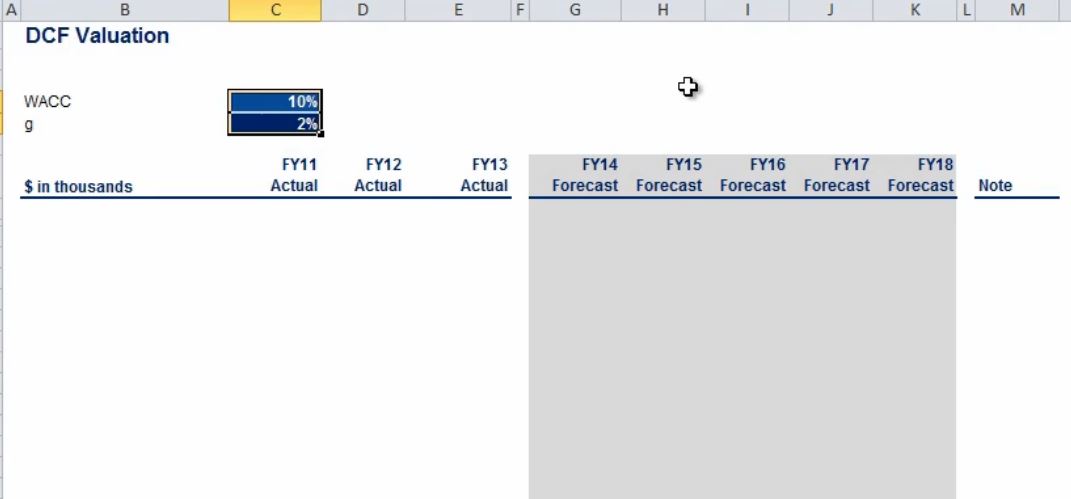 A B C D E F G H I J K L M
DCF Valuation
WACC 10%
g 2%
FY11 FY12 FY13 FY14 FY15 FY16 FY17 FY18
$ in thousands Actual Actual Actual Forecast Forecast Forecast Forecast Forecast Note